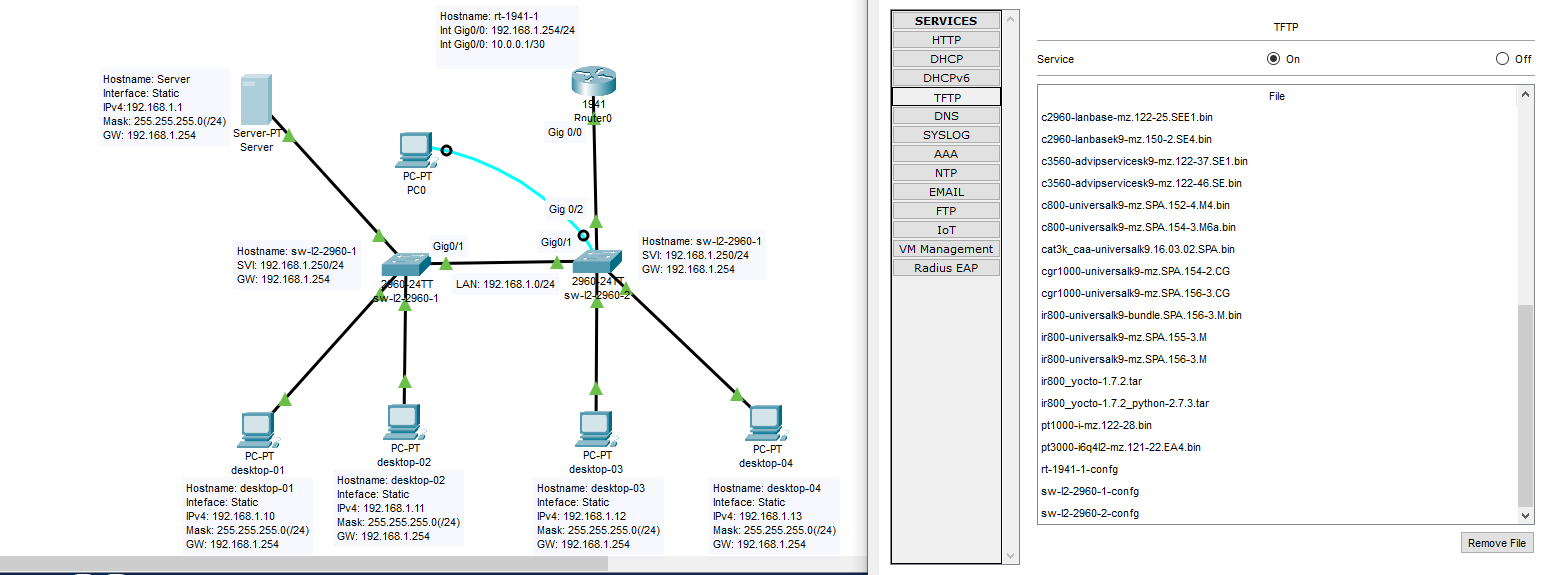 Hostname: rt-1941-1
Int Gig0/0: 192.168.1.254/24
Int Gig0/0: 10.0.0.1/30
Hostname: Server
Interface: Static
IPv4:192.168.1.1
Mask: 255.255.255.0(/24)
GW: 192.168.1.254
Server-PT
Server
1941
Router0
Gig 0/0
PC-PT
PC0
Gig 0/2
Hostname: sw-l2-2960-1
SVI: 192.168.1.250/24
GW: 192.168.1.254
Gig0/1
Gig0/1
Hostname: sw-l2-2960-1
SVI: 192.168.1.250/24
GW: 192.168.1.254
2960-24TT
sw-l2-2960-1
LAN: 192.168.1.0/24
2960-24TT
sw-l2-2960-2
PC-PT
desktop-01
PC-PT
desktop-02
PC-PT
desktop-03
PC-PT
desktop-04
Hostname: desktop-01
Inteface: Static
IPv4: 192.168.1.10
Mask: 255.255.255.0(/24)
GW: 192.168.1.254
Hostname: desktop-02
Inteface: Static
IPv4: 192.168.1.11
Mask: 255.255.255.0(/24)
GW: 192.168.1.254
Hostname: desktop-03
Inteface: Static
IPv4: 192.168.1.12
Mask: 255.255.255.0(/24)
GW: 192.168.1.254
Hostname: desktop-04
Inteface: Static
IPv4: 192.168.1.13
Mask: 255.255.255.0(/24)
GW: 192.168.1.254
SERVICES
HTTP
DHCP
DHCPv6
TFTP
DNS
SYSLOG
AAA
NTP
EMAIL
FTP
IoT
VM Management
Radius EAP
TFTP
Service On Off
File
c2960-lanbase-mz.122-25.SEE1.bin
c2960-lanbasek9-mz.150-2.SE4.bin
c3560-advipservicesk9-mz.122-37.SE1.bin
c3560-advipservicesk9-mz.122-46.SE.bin
c800-universalk9-mz.SPA.152-4.M4.bin
c800-universalk9-mz.SPA.154-3.M6a.bin
cat3k_caa-universalk9.16.03.02.SPA.bin
cgr1000-universalk9-mz.SPA.154-2.CG
cgr1000-universalk9-mz.SPA.156-3.CG
ir800-universalk9-bundle.SPA.156-3.M.bin
ir800-universalk9-mz.SPA.155-3.M
ir800-universalk9-mz.SPA.156-3.M
ir800_yocto-1.7.2.tar
ir800_yocto-1.7.2_python-2.7.3.tar
pt1000-i-mz.122-28.bin
pt3000-i6q4l2-mz.121-22.EA4.bin
rt-1941-1-confg
sw-l2-2960-1-confg
sw-l2-2960-2-confg
Remove File